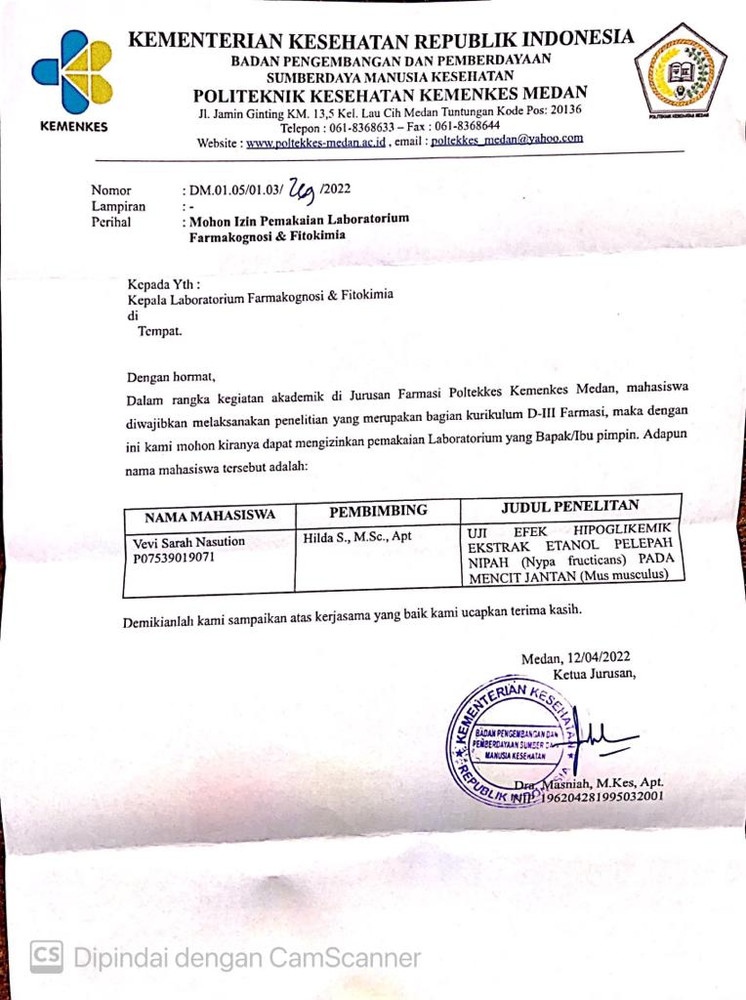 KEMENKES
KEMENTERIAN KESEHATAN REPUBLIK INDONESIA
BADAN PENGEMBANGAN DAN PEMBERDAYAAN
SUMBERDAYA MANUSIA KESEHATAN
POLITEKNIK KESEHATAN KEMENKES MEDAN
Jl. Jamin Ginting KM. 13,5 Kel. Lau Cih Medan Tuntungan Kode Pos: 20136
Telepon : 061-8368633 – Fax : 061-8368644
Website : www.poltekkes-medan.ac.id , email : poltekkes_medan@yahoo.com
POLITEKNIK KESEHATAN MEDAN
Nomor : DM.01.05/01.03/ /2022
Lampiran : -
Perihal : Mohon Izin Pemakaian Laboratorium
Farmakognosi & Fitokimia
Kepada Yth :
Kepala Laboratorium Farmakognosi & Fitokimia
di
Tempat.
Dengan hormat,
Dalam rangka kegiatan akademik di Jurusan Farmasi Poltekkes Kemenkes Medan, mahasiswa
diwajibkan melaksanakan penelitian yang merupakan bagian kurikulum D-III Farmasi, maka dengan
ini kami mohon kiranya dapat mengizinkan pemakaian Laboratorium yang Bapak/Ibu pimpin. Adapun
nama mahasiswa tersebut adalah:
NAMA MAHASISWA PEMBIMBING JUDUL PENELITAN
Vevi Sarah Nasution Hilda S., M.Sc., Apt UJI EFEK HIPOGLIKEMIK
P07539019071 EKSTRAK ETANOL PELEPAH
NIPAH (Nypa fructicans) PADA
MENCIT JANTAN (Mus musculus)
Demikianlah kami sampaikan atas kerjasama yang baik kami ucapkan terima kasih.
Medan, 12/04/2022
Ketua Jurusan,
KEMENTERIAN KESEHATAN
BADAN PENGEMBANGAN DAN
PEMBERDAYAAN SUMBER
MANUSIA KESEHATAN
REPUBLIK INDONESIA
Dra. Masniah, M.Kes, Apt.
NIP. 196204281995032001
CS Dipindai dengan CamScanner